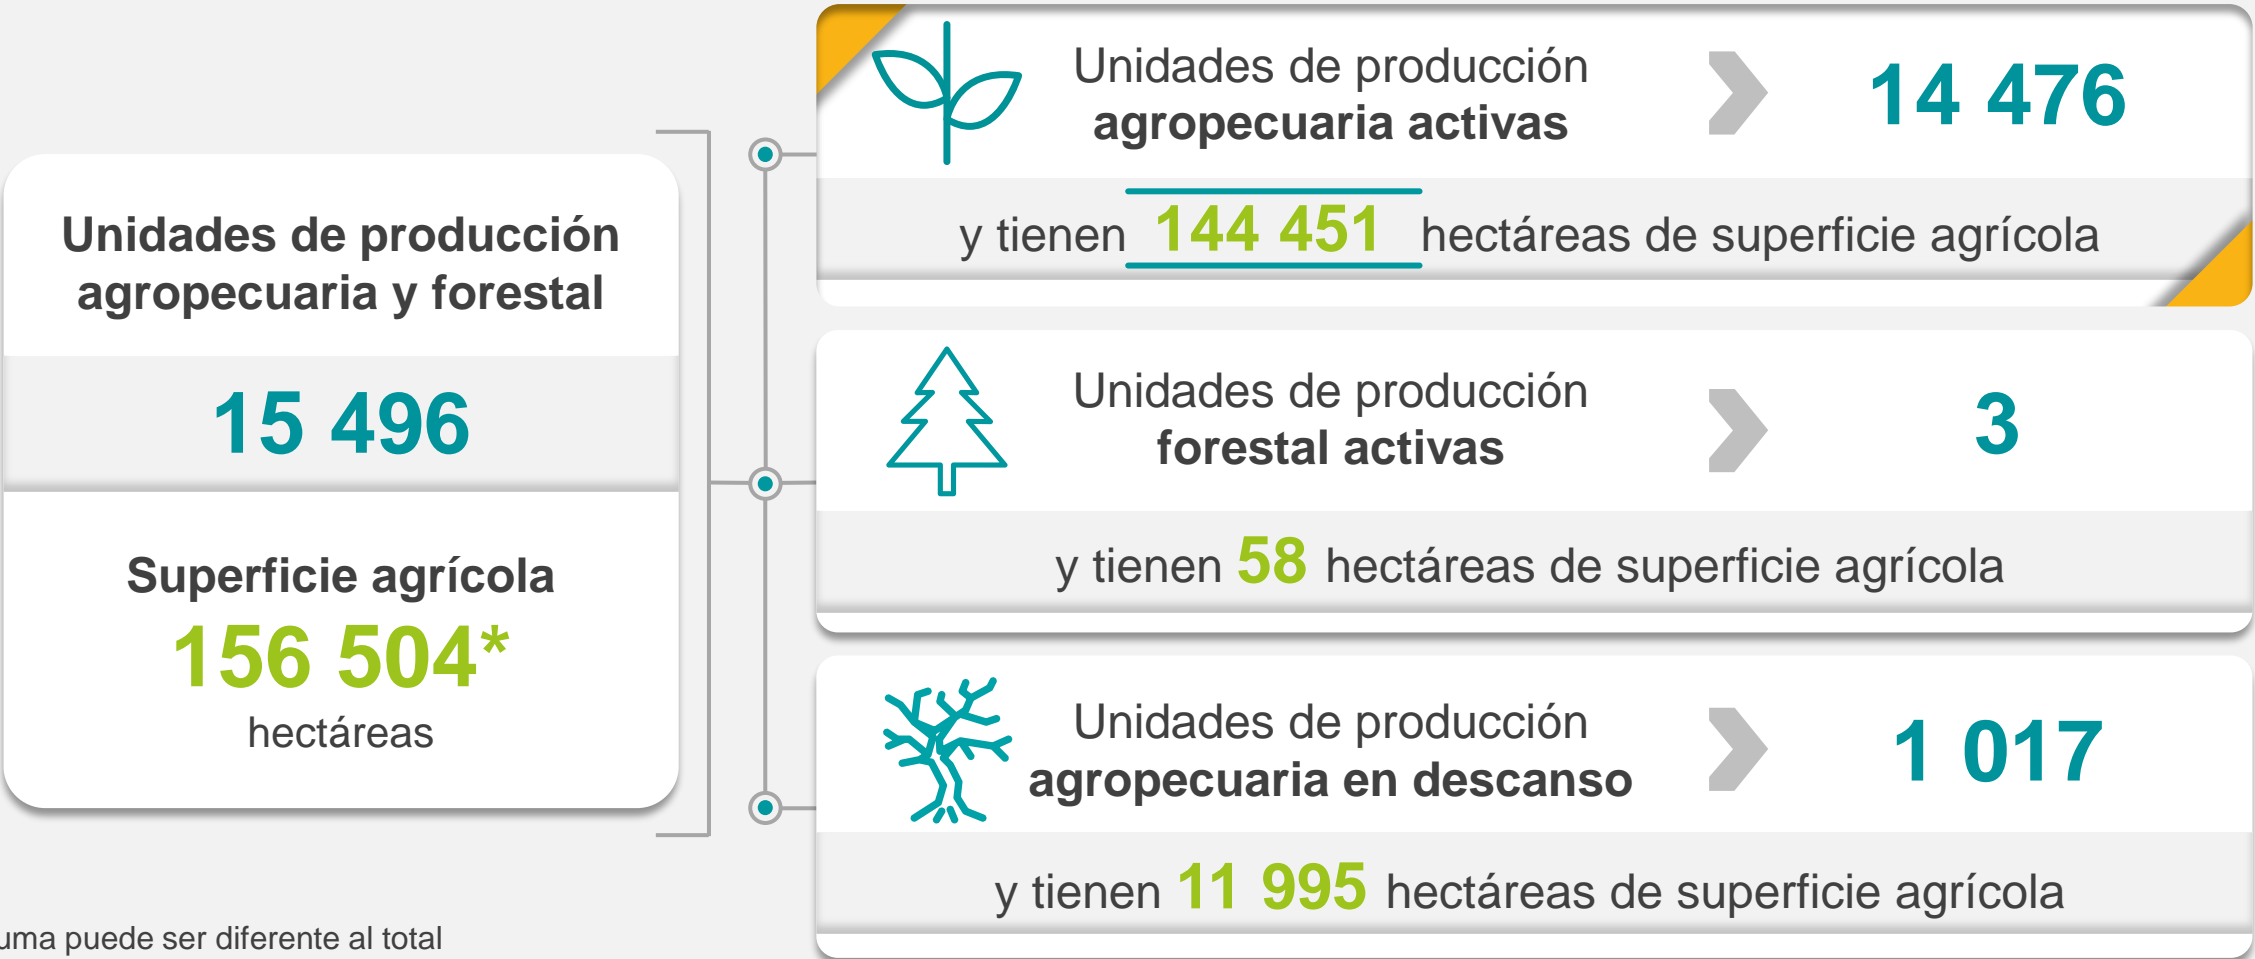 Unidades de producción
agropecuaria y forestal
15 496
Superficie agrícola
156 504*
hectáreas
Unidades de producción
agropecuaria activas
14 476
y tienen 144 451 hectáreas de superficie agrícola
Unidades de producción
forestal activas
3
y tienen 58 hectáreas de superficie agrícola
Unidades de producción
agropecuaria en descanso
1 017
y tienen 11 995 hectáreas de superficie agrícola
puede ser diferente al total